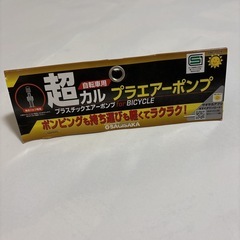 自転車用
超カル プラエアーポンプ
プラスチックエアーポンプ for BICYCLE
ポンピングも持ち運びも軽くてラクラク!
SAGISAKA